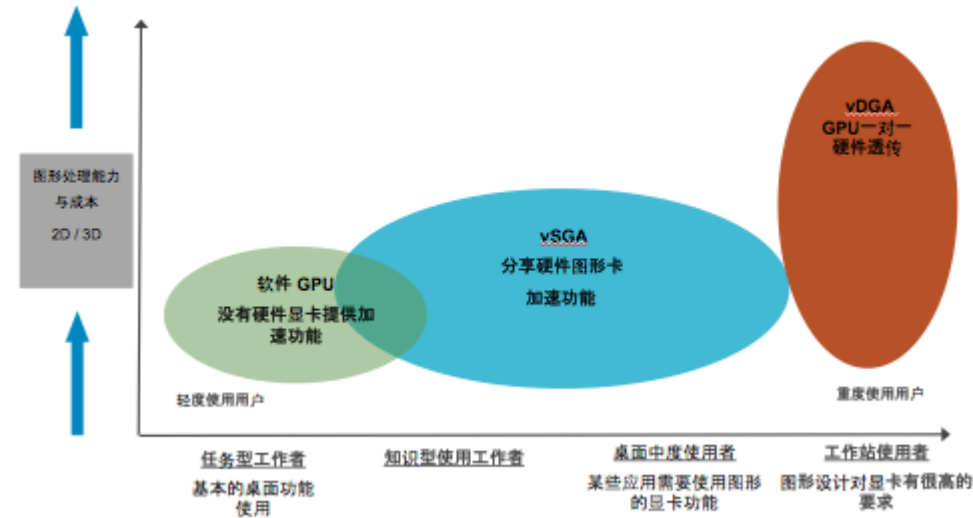 vDGA
GPU一对一
硬件透传
图形处理能力
与成本
2D / 3D
vSGA
分享硬件图形卡
加速功能
软件 GPU
没有硬件显卡提供加
速功能
轻度使用用户
重度使用用户
任务型工作者
基本的桌面功能
使用
知识型使用工作者
桌面中度使用者
某些应用需要使用图形
的显卡功能
工作站使用者
图形设计对显卡有很高的
要求